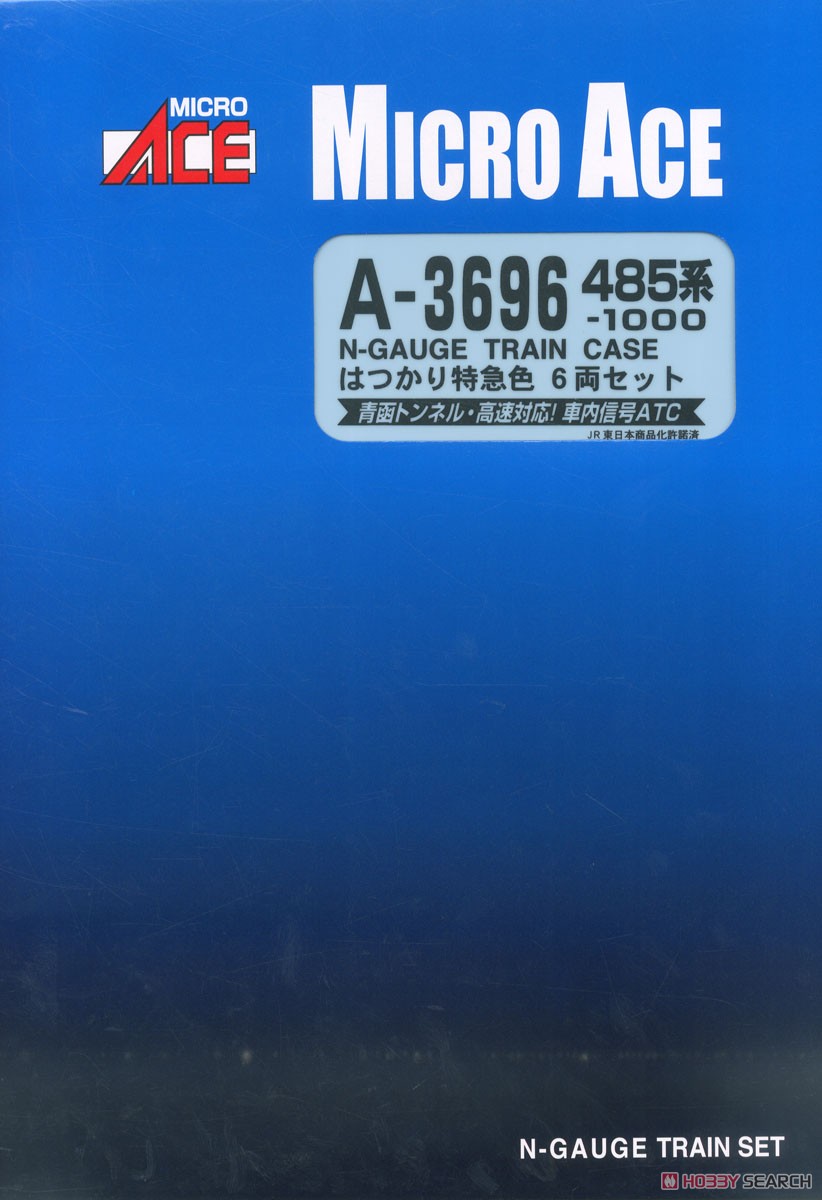 MICRO
ACE
MICRO ACE
A-3696 485系
-1000
N-GAUGE TRAIN CASE
はつかり特急色 6両セット
青函トンネル・高速対応! 車内信号ATC
JR東日本商品化許諾済
N-GAUGE TRAIN SET
HOBBY SEARCH